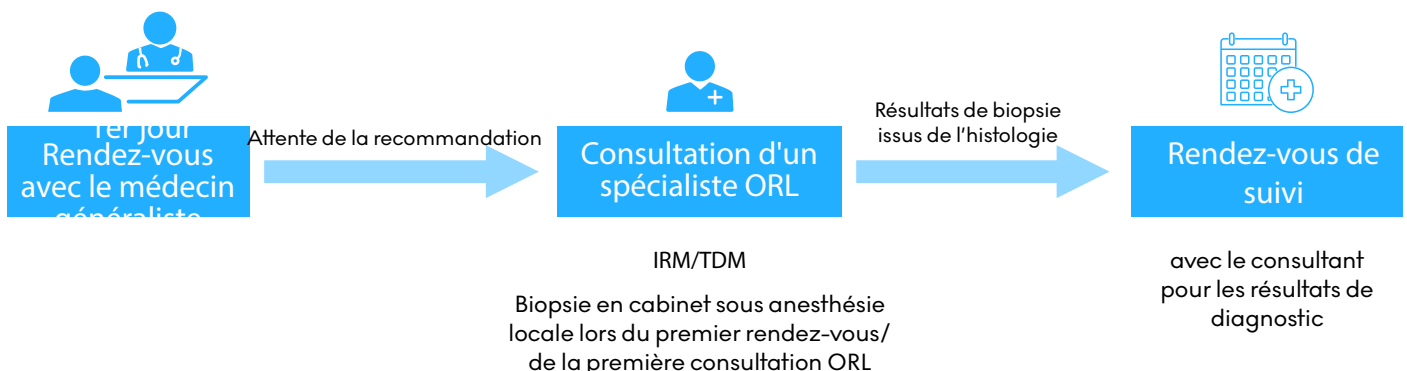 1er Jour
Rendez-vous
avec le médecin
généraliste
Attente de la recommandation
Consultation d'un
spécialiste ORL
Résultats de biopsie
issus de l'histologie
Rendez-vous de
suivi
IRM/TDM
Biopsie en cabinet sous anesthésie
locale lors du premier rendez-vous/
de la première consultation ORL
avec le consultant
pour les résultats de
diagnostic